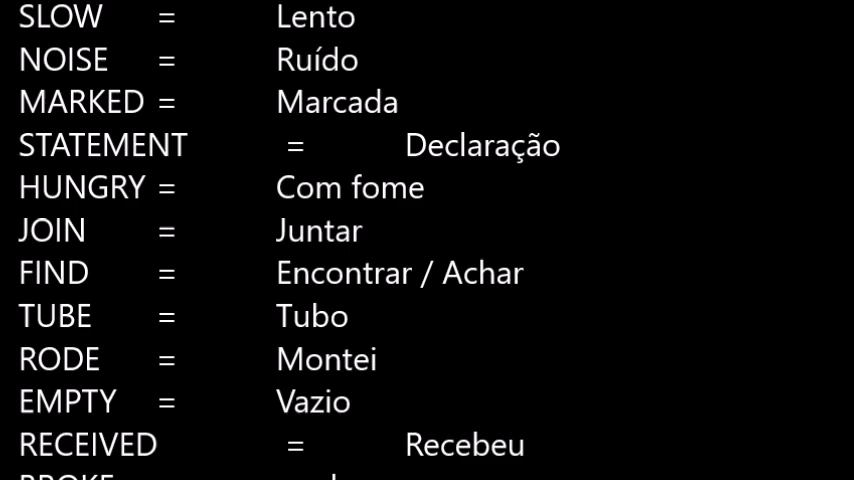 SLOW = Lento
NOISE = Ruído
MARKED = Marcada
STATEMENT = Declaração
HUNGRY = Com fome
JOIN = Juntar
FIND = Encontrar / Achar
TUBE = Tubo
RODE = Montei
EMPTY = Vazio
RECEIVED = Recebeu